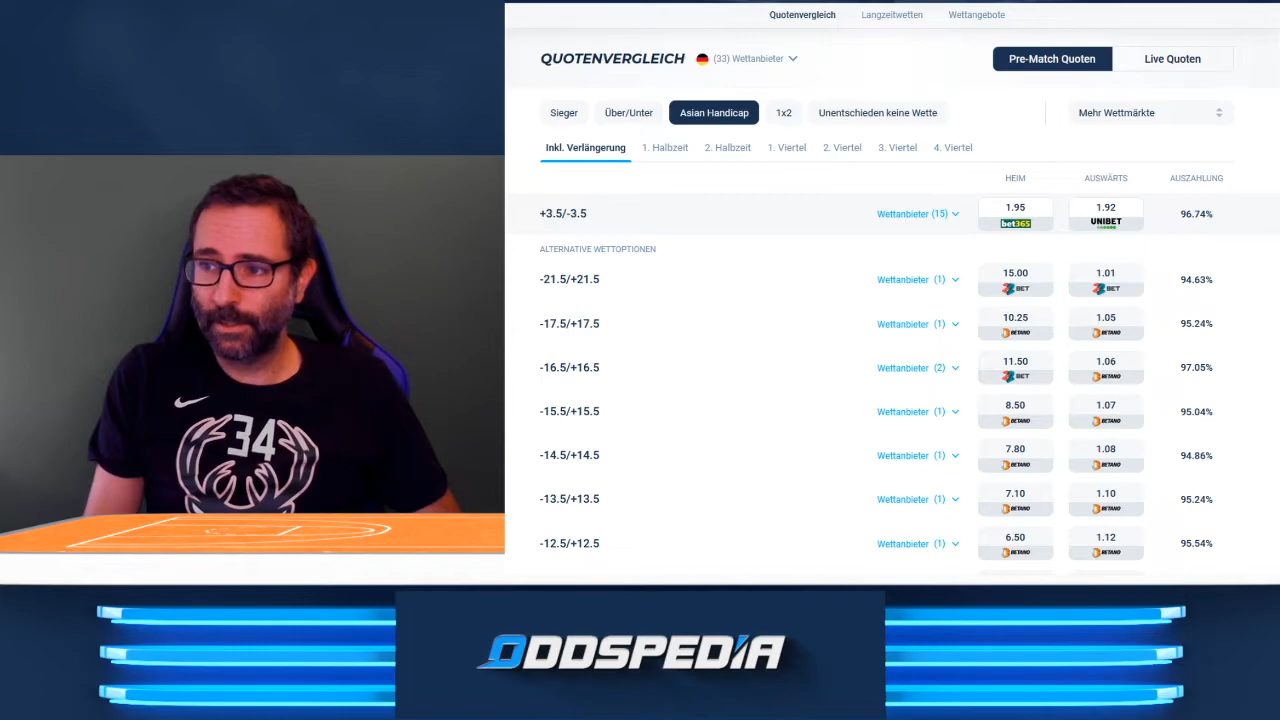 Quotenvergleich Langzeitwetten Wettangebote
QUOTENVERGLEICH (33) Wettanbieter Pre-Match Quoten Live Quoten
Sieger Über/Unter Asian Handicap 1x2 Unentschieden keine Wette Mehr Wettmärkte
Inkl. Verlängerung 1. Halbzeit 2. Halbzeit 1. Viertel 2. Viertel 3. Viertel 4. Viertel
HEIM AUSWÄRTS AUSZAHLUNG
+3.5/-3.5 Wettanbieter (15) 1.95 1.92 96.74%
bet365 UNIBET
ALTERNATIVE WETTOPTIONEN
-21.5/+21.5 Wettanbieter (1) 15.00 1.01 94.63%
22 BET 22 BET
-17.5/+17.5 Wettanbieter (1) 10.25 1.05 95.24%
BETANO BETANO
-16.5/+16.5 Wettanbieter (2) 11.50 1.06 97.05%
22 BET BETANO
-15.5/+15.5 Wettanbieter (1) 8.50 1.07 95.04%
BETANO BETANO
-14.5/+14.5 Wettanbieter (1) 7.80 1.08 94.86%
BETANO BETANO
-13.5/+13.5 Wettanbieter (1) 7.10 1.10 95.24%
BETANO BETANO
-12.5/+12.5 Wettanbieter (1) 6.50 1.12 95.54%
BETANO BETANO
34
ODDSPEDIA